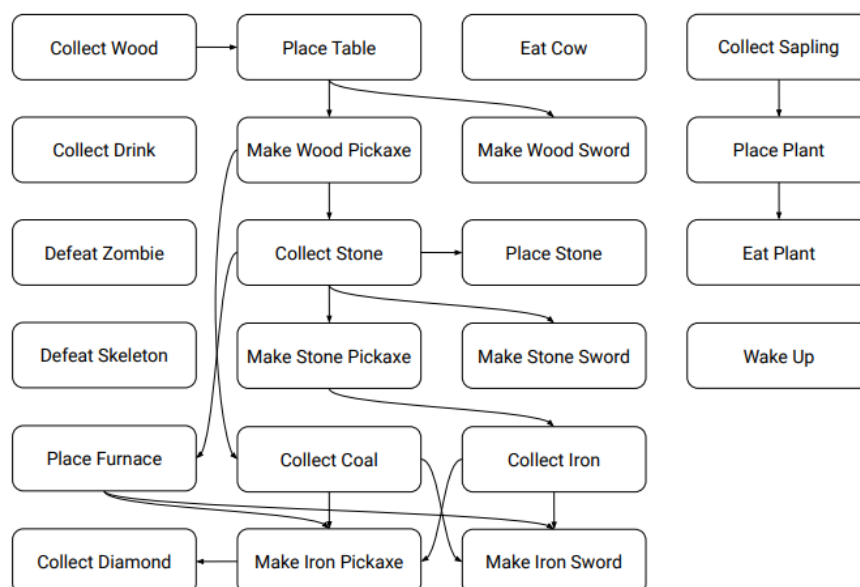 Collect Wood
Place Table
Eat Cow
Collect Sapling
Collect Drink
Make Wood Pickaxe
Make Wood Sword
Place Plant
Defeat Zombie
Collect Stone
Place Stone
Eat Plant
Defeat Skeleton
Make Stone Pickaxe
Make Stone Sword
Wake Up
Place Furnace
Collect Coal
Collect Iron
Collect Diamond
Make Iron Pickaxe
Make Iron Sword